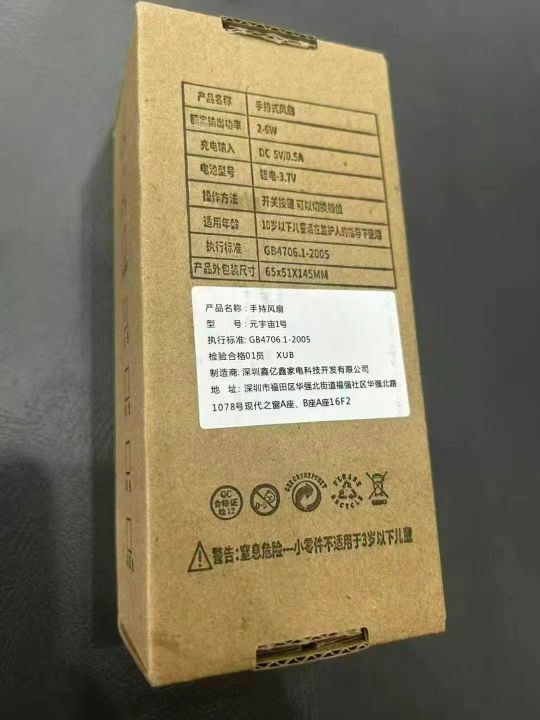 产品名称 手持式风扇
额定输出功率 2-6W
充电输入 DC 5V/0.5A
电池型号 锂电-3.7V
操作方法 开关按键 可以切换档位
适用年龄 10岁以下儿童请在监护人的指导下使用
执行标准 GB4706.1-2005
产品外包装尺寸 65x51X145MM
产品名称：手持风扇
型 号：元宇宙1号
执行标准: GB4706.1-2005
检验合格01员 XUB
制造商: 深圳鑫亿鑫家电科技开发有限公司
地 址: 深圳市福田区华强北街道福强社区华强北路
1078号现代之窗A座、B座A座16F2
QC
合格证
检12
PLEASE
RECYCLE
警告:窒息危险---小零件不适用于3岁以下儿童